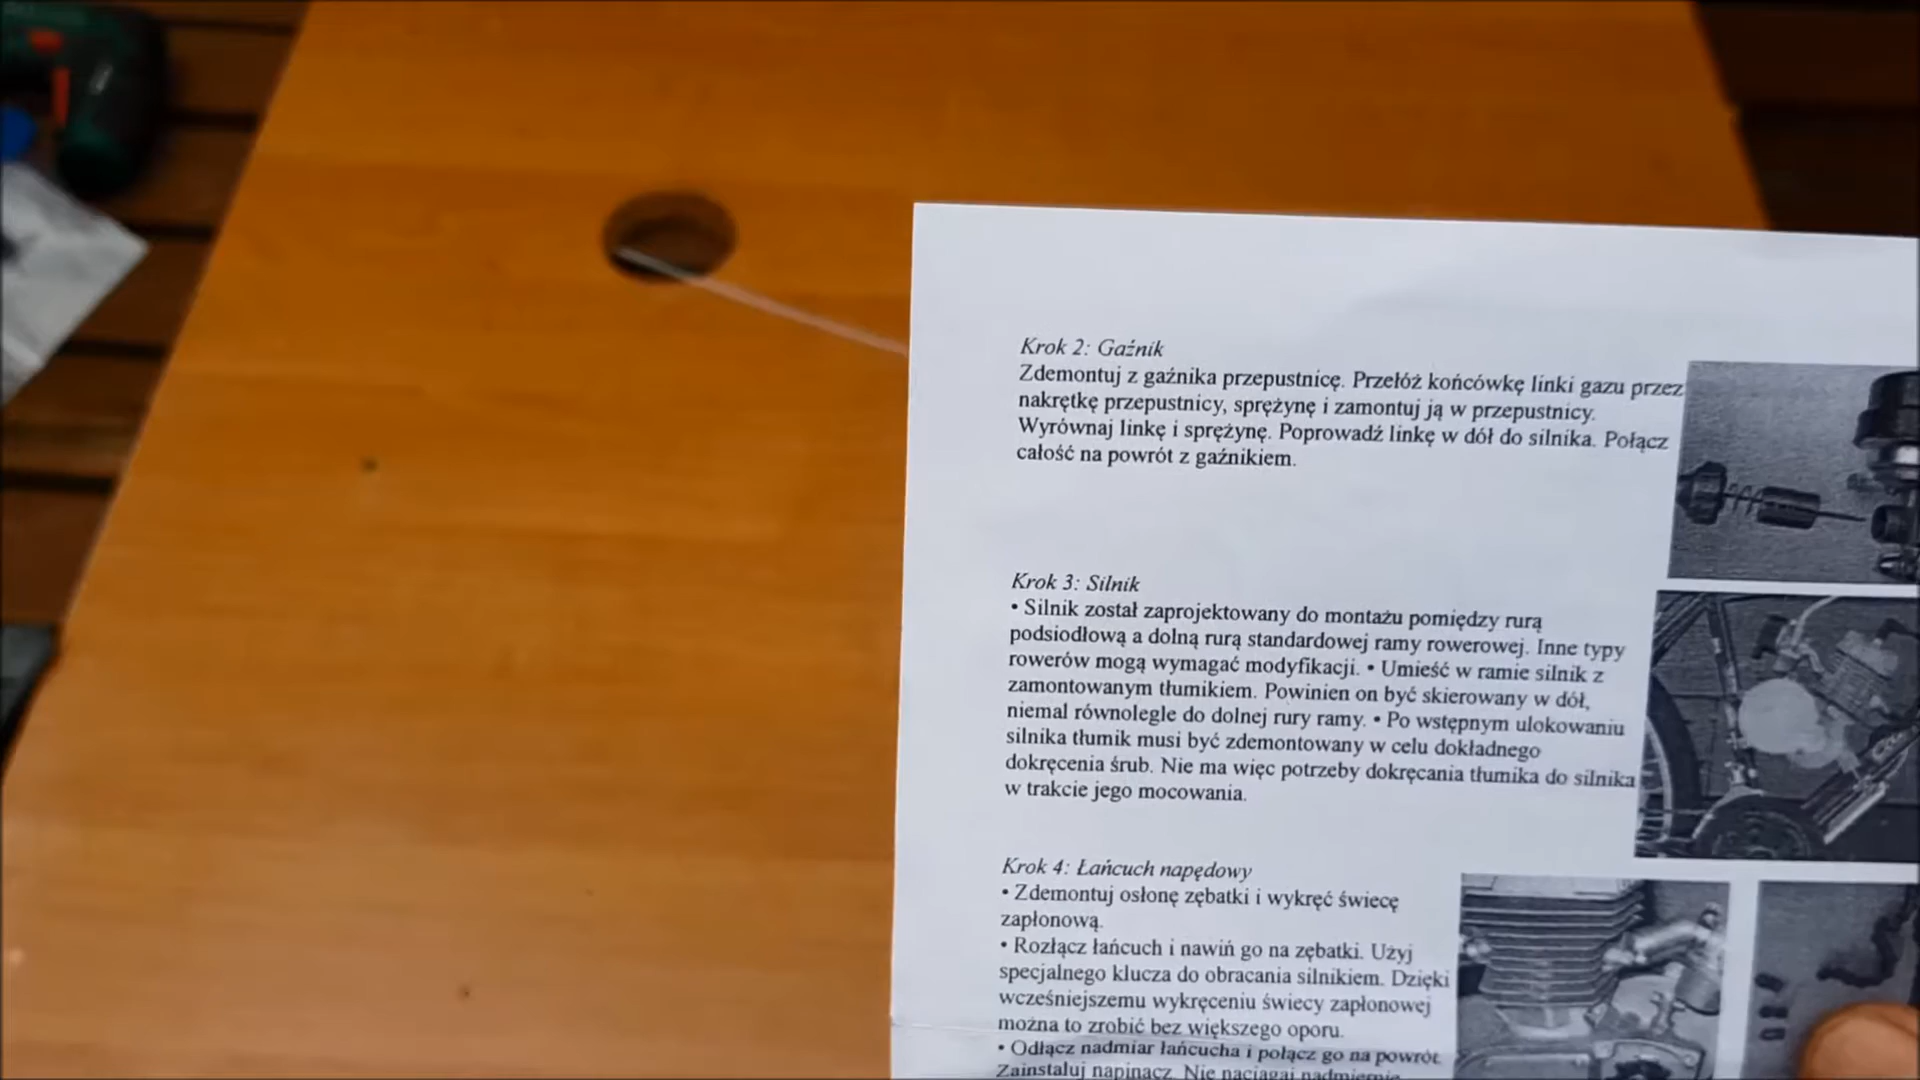 Krok 2: Gaźnik
Zdemontuj z gaźnika przepustnicę. Przełóż końcówkę linki gazu przez
nakrętkę przepustnicy, sprężynę i zamontuj ją w przepustnicy.
Wyrównaj linkę i sprężynę. Poprowadź linkę w dół do silnika. Połącz
całość na powrót z gaźnikiem.
Krok 3: Silnik
• Silnik został zaprojektowany do montażu pomiędzy rurą
podsiodłową a dolną rurą standardowej ramy rowerowej. Inne typy
rowerów mogą wymagać modyfikacji. • Umieść w ramie silnik z
zamontowanym tłumikiem. Powinien on być skierowany w dół,
niemal równolegle do dolnej rury ramy. • Po wstępnym ulokowaniu
silnika tłumik musi być zdemontowany w celu dokładnego
dokręcenia śrub. Nie ma więc potrzeby dokręcania tłumika do silnika
w trakcie jego mocowania.
Krok 4: Łańcuch napędowy
• Zdemontuj osłonę zębatki i wykręć świecę
zapłonową.
• Rozłącz łańcuch i nawiń go na zębatki. Użyj
specjalnego klucza do obracania silnikiem. Dzięki
wcześniejszemu wykręceniu świecy zapłonowej
można to zrobić bez większego oporu.
• Odłącz nadmiar łańcucha i połącz go na powrót.
Zainstaluj napinacz. Nie naciągaj nadmiernie